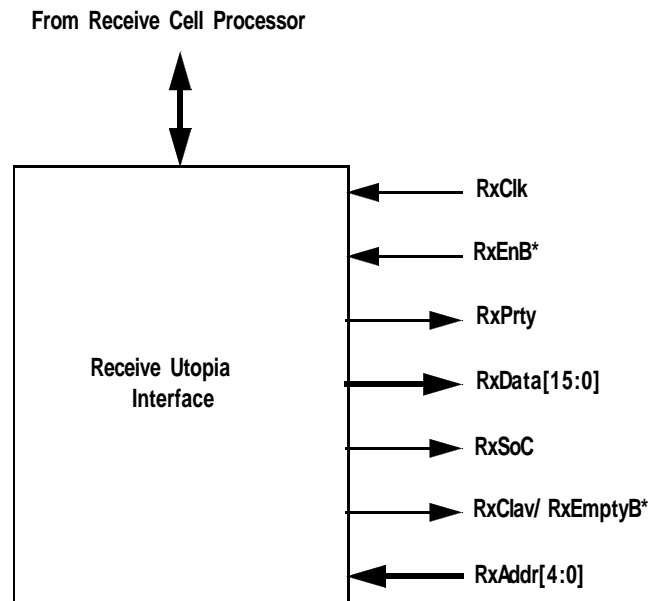 From Receive Cell Processor
RxClk
RxEnB*
RxPrty
Receive Utopia
Interface
RxData[15:0]
RxSoC
RxClav/ RxEmptyB*
RxAddr[4:0]